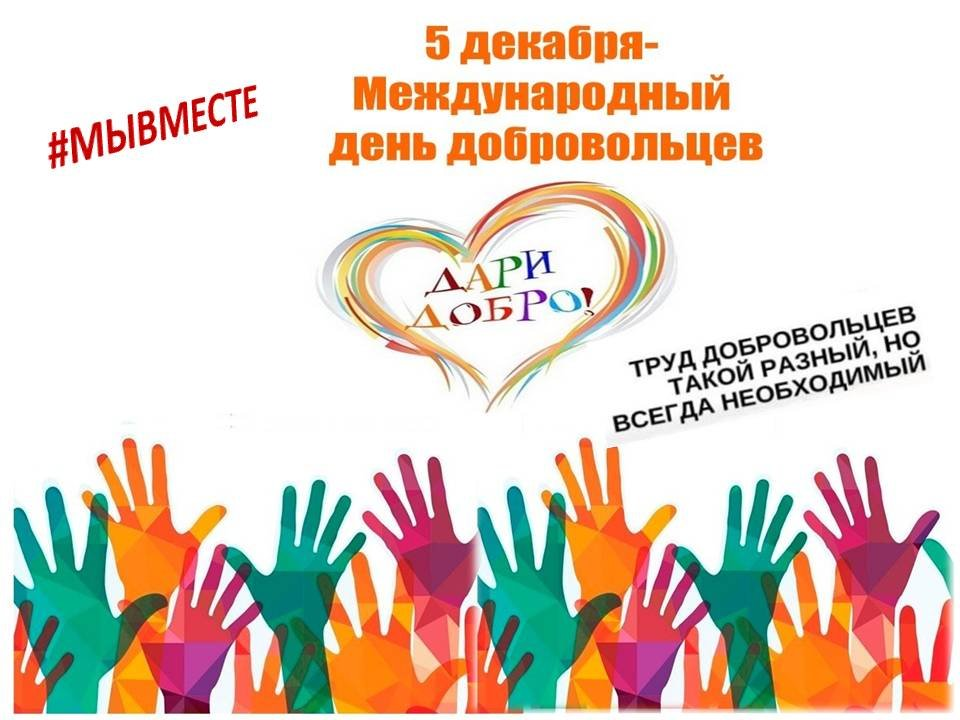 5 декабря-
Международный
день добровольцев
#МЫВМЕСТЕ
ДАРИ
ДОБРО!
ТРУД ДОБРОВОЛЬЦЕВ
ТАКОЙ РАЗНЫЙ, НО
ВСЕГДА НЕОБХОДИМЫЙ